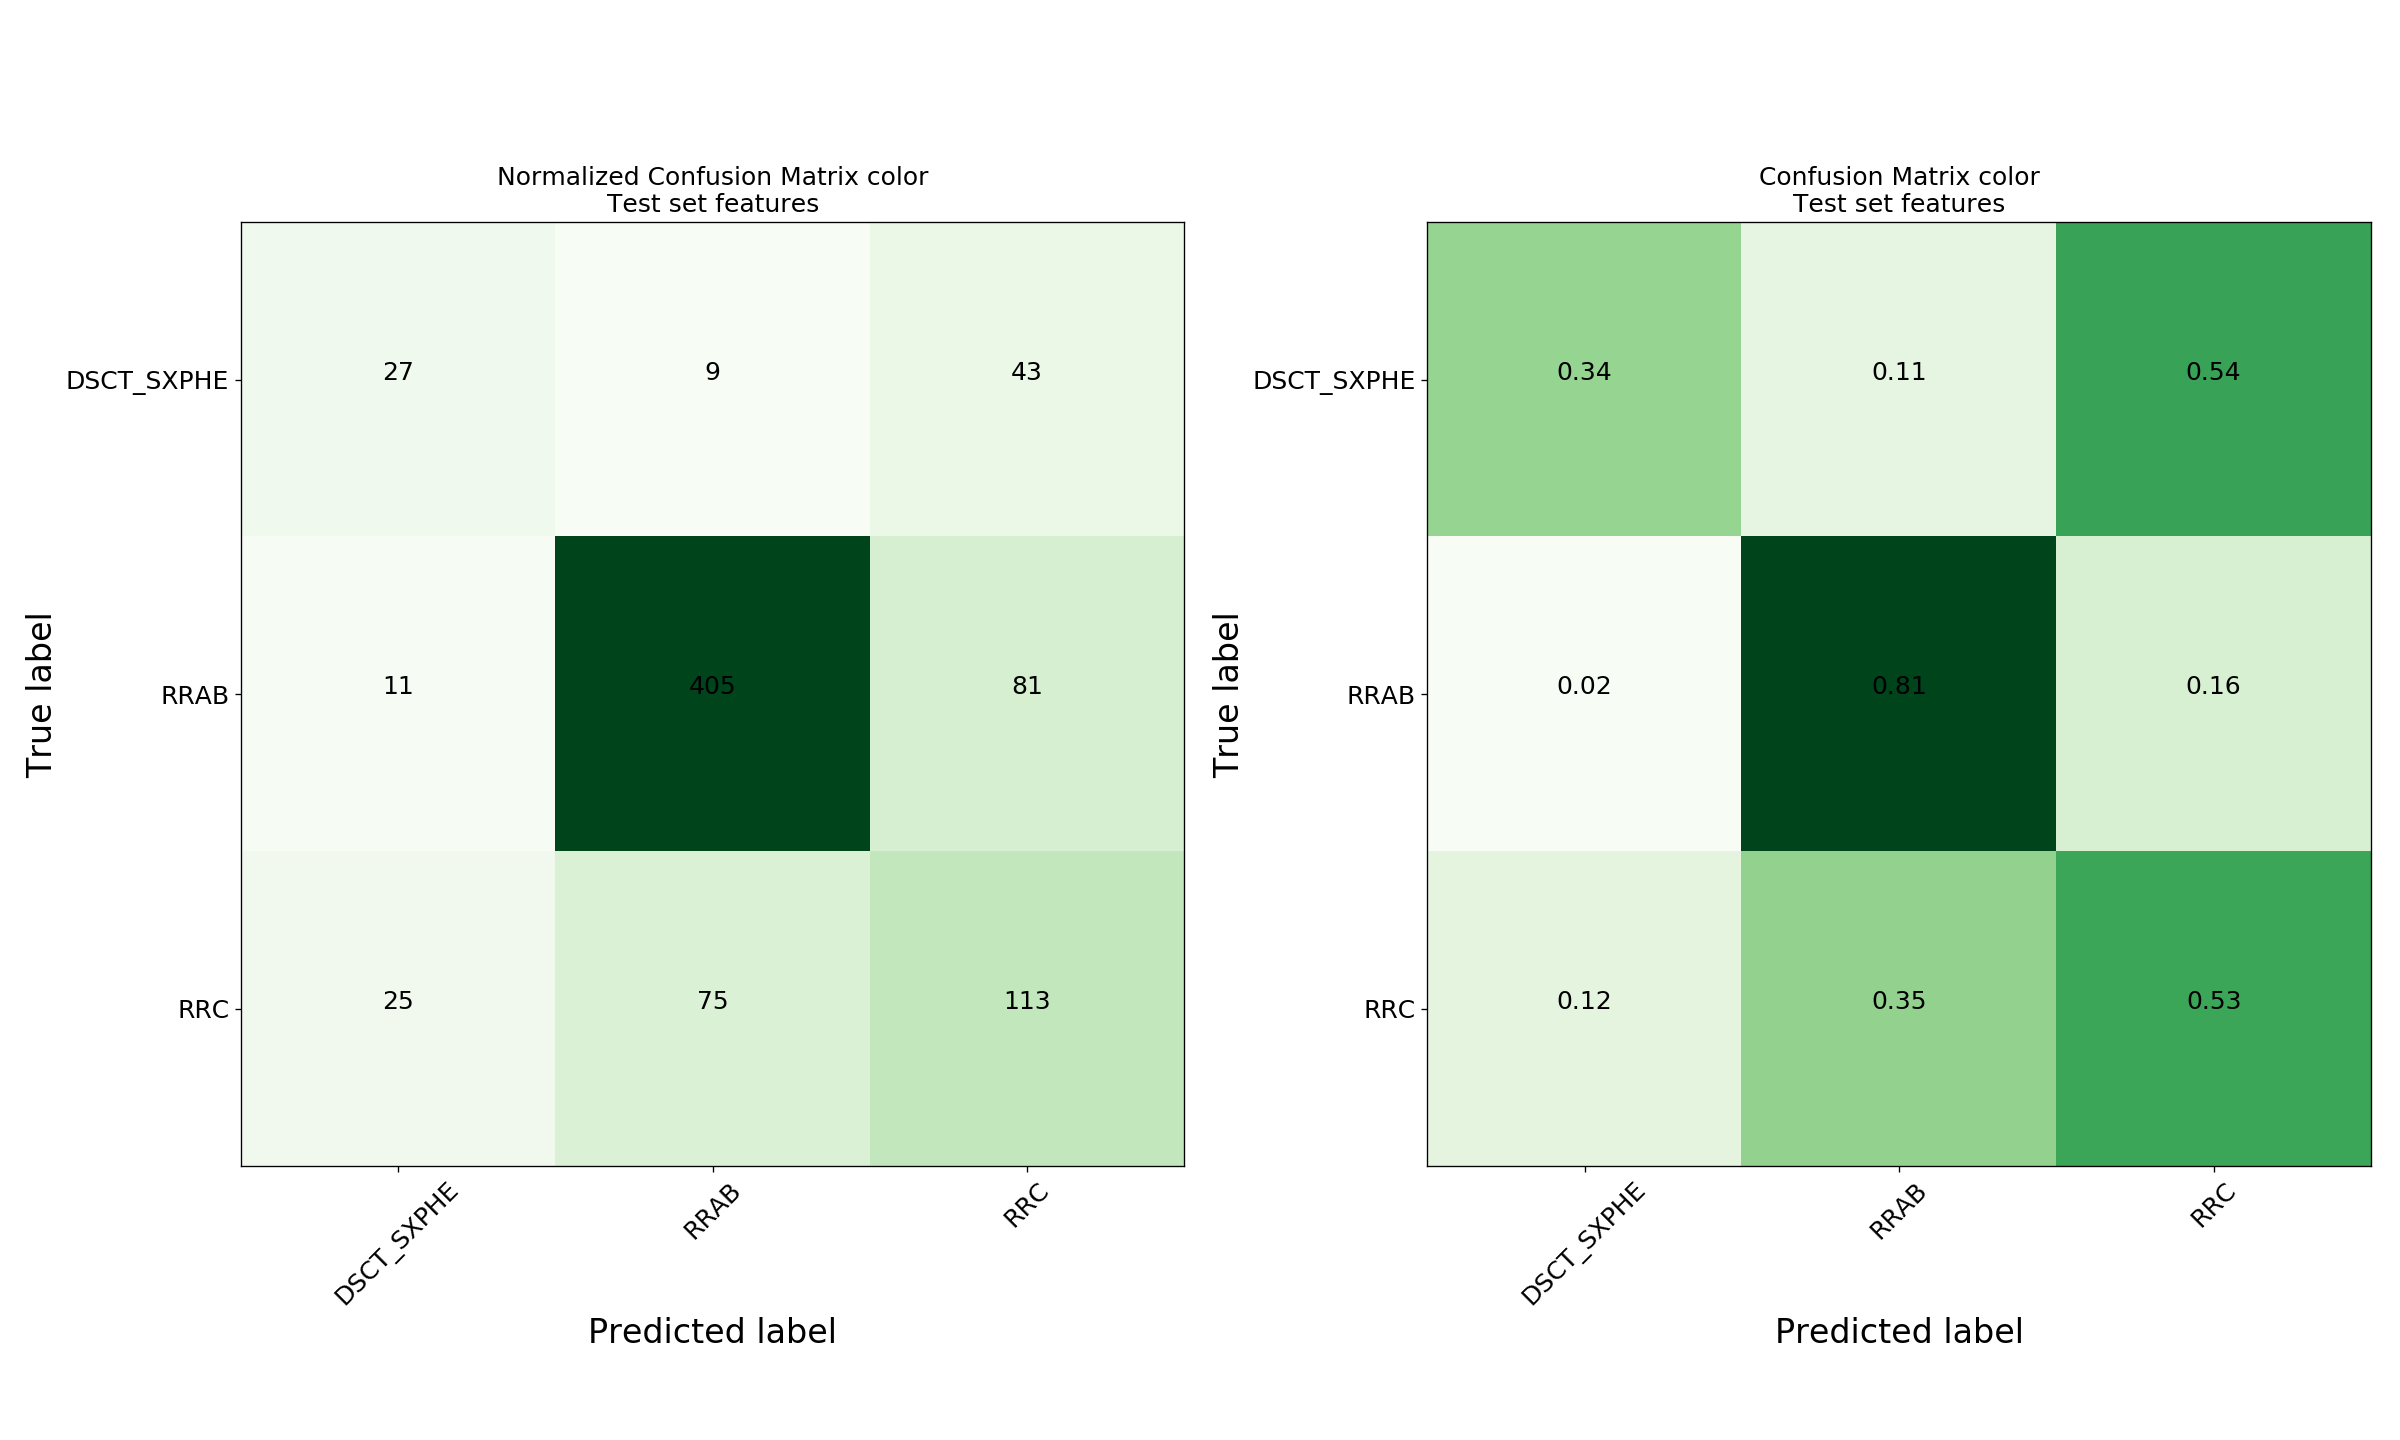 Normalized Confusion Matrix color
Test set features
True label
DSCT_SXPHE
27
9
43
RRAB
11
405
81
RRC
25
75
113
DSCT_SXPHE
RRAB
RRC
Predicted label
Confusion Matrix color
Test set features
True label
DSCT_SXPHE
0.34
0.11
0.54
RRAB
0.02
0.81
0.16
RRC
0.12
0.35
0.53
DSCT_SXPHE
RRAB
RRC
Predicted label